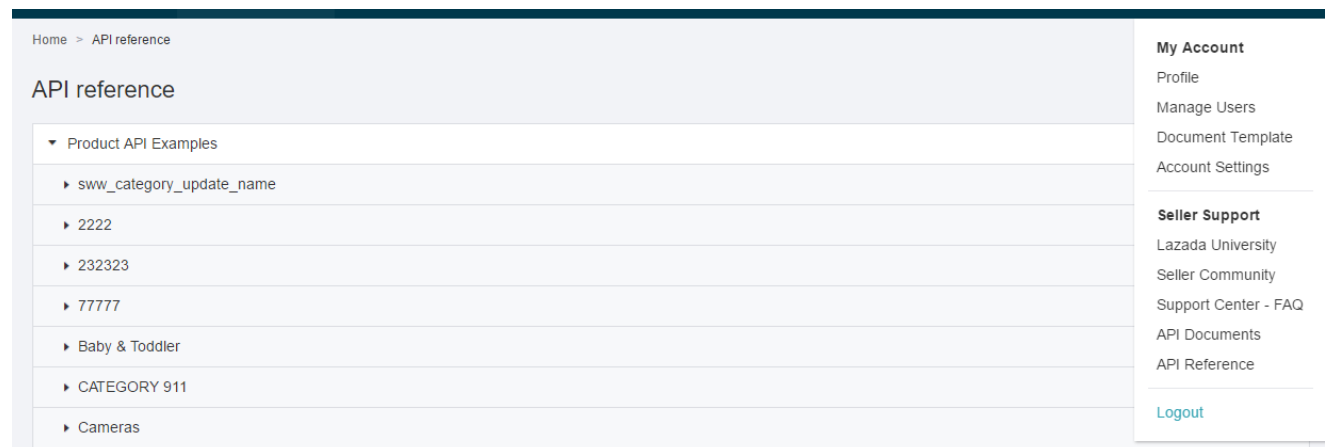 Home > API reference
API reference
Product API Examples
sww_category_update_name
2222
232323
77777
Baby & Toddler
CATEGORY 911
Cameras
My Account
Profile
Manage Users
Document Template
Account Settings
Seller Support
Lazada University
Seller Community
Support Center - FAQ
API Documents
API Reference
Logout